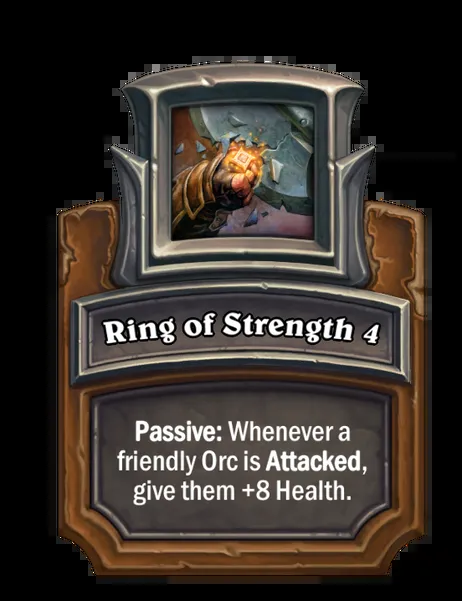 Ring of Strength 4
Passive: Whenever a
friendly Orc is Attacked,
give them +8 Health.